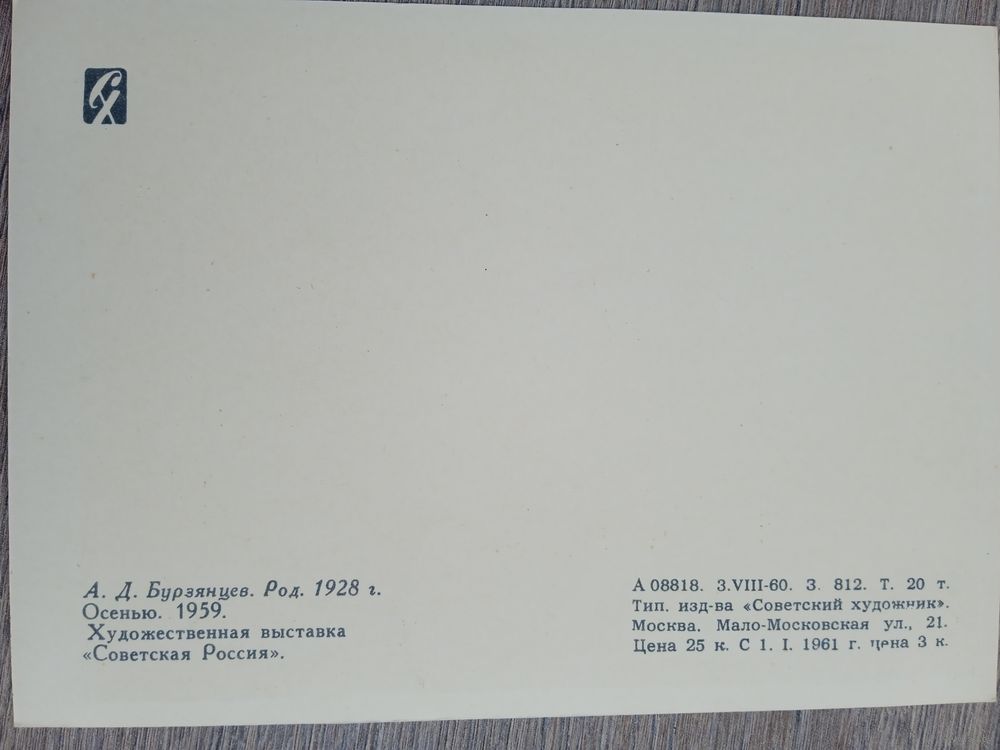 СХ
А. Д. Бурзянцев. Род. 1928 г.
Осенью. 1959.
Художественная выставка
«Советская Россия».
А 08818. 3.VIII-60. З. 812. Т. 20 т.
Тип. изд-ва «Советский художник».
Москва. Мало-Московская ул., 21.
Цена 25 к. С 1. I. 1961 г. цена 3 к.